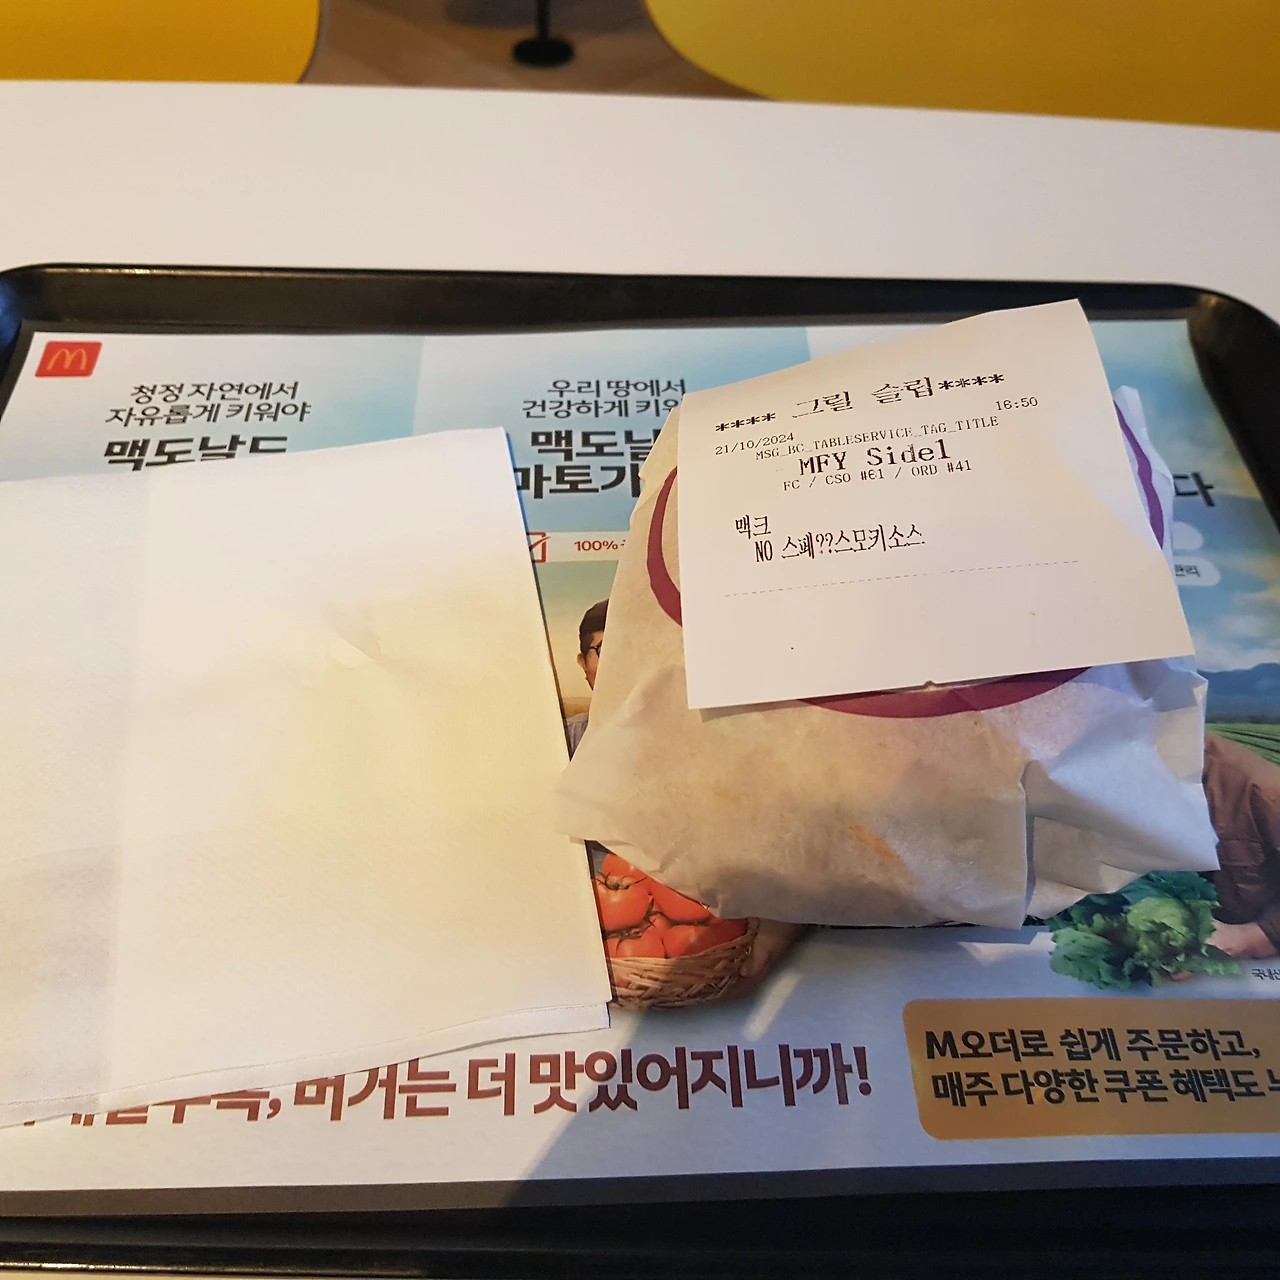 청정 자연에서
자유롭게 키워야
맥도날드
우리 땅에서
건강하게 키워
맥도날
마토가
100%
다
**** 그릴 슬립****
21/10/2024 16:50
MSG_BC_TABLESERVICE_TAG_TITLE
MFY Side1
FC / CSO #61 / ORD #41
맥크
NO 스페??스모키소스
국내산
버거는 더 맛있어지니까!
M오더로 쉽게 주문하고,
매주 다양한 쿠폰 혜택도